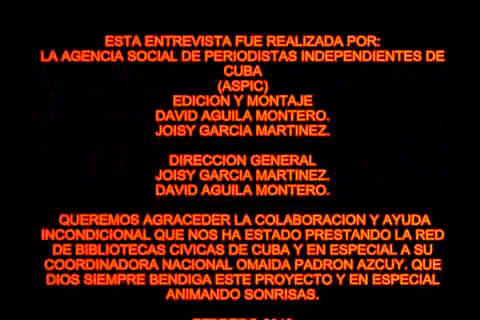 ESTA ENTREVISTA FUE REALIZADA POR:
LA AGENCIA SOCIAL DE PERIODISTAS INDEPENDIENTES DE
CUBA
(ASPIC)
EDICION Y MONTAJE
DAVID AGUILA MONTERO.
JOISY GARCIA MARTINEZ.
DIRECCION GENERAL
JOISY GARCIA MARTINEZ.
DAVID AGUILA MONTERO.
QUEREMOS AGRACEDER LA COLABORACION Y AYUDA
INCONDICIONAL QUE NOS HA ESTADO PRESTANDO LA RED
DE BIBLIOTECAS CIVICAS DE CUBA Y EN ESPECIAL A SU
COORDINADORA NACIONAL OMAIDA PADRON AZCUY. QUE
DIOS SIEMPRE BENDIGA ESTE PROYECTO Y EN ESPECIAL
ANIMANDO SONRISAS.